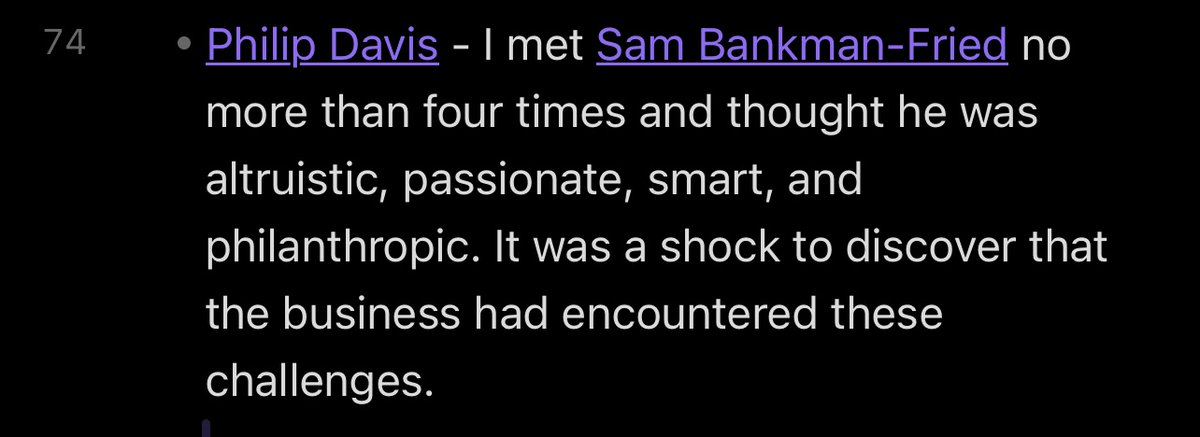 74 • Philip Davis - I met Sam Bankman-Fried no
more than four times and thought he was
altruistic, passionate, smart, and
philanthropic. It was a shock to discover that
the business had encountered these
challenges.